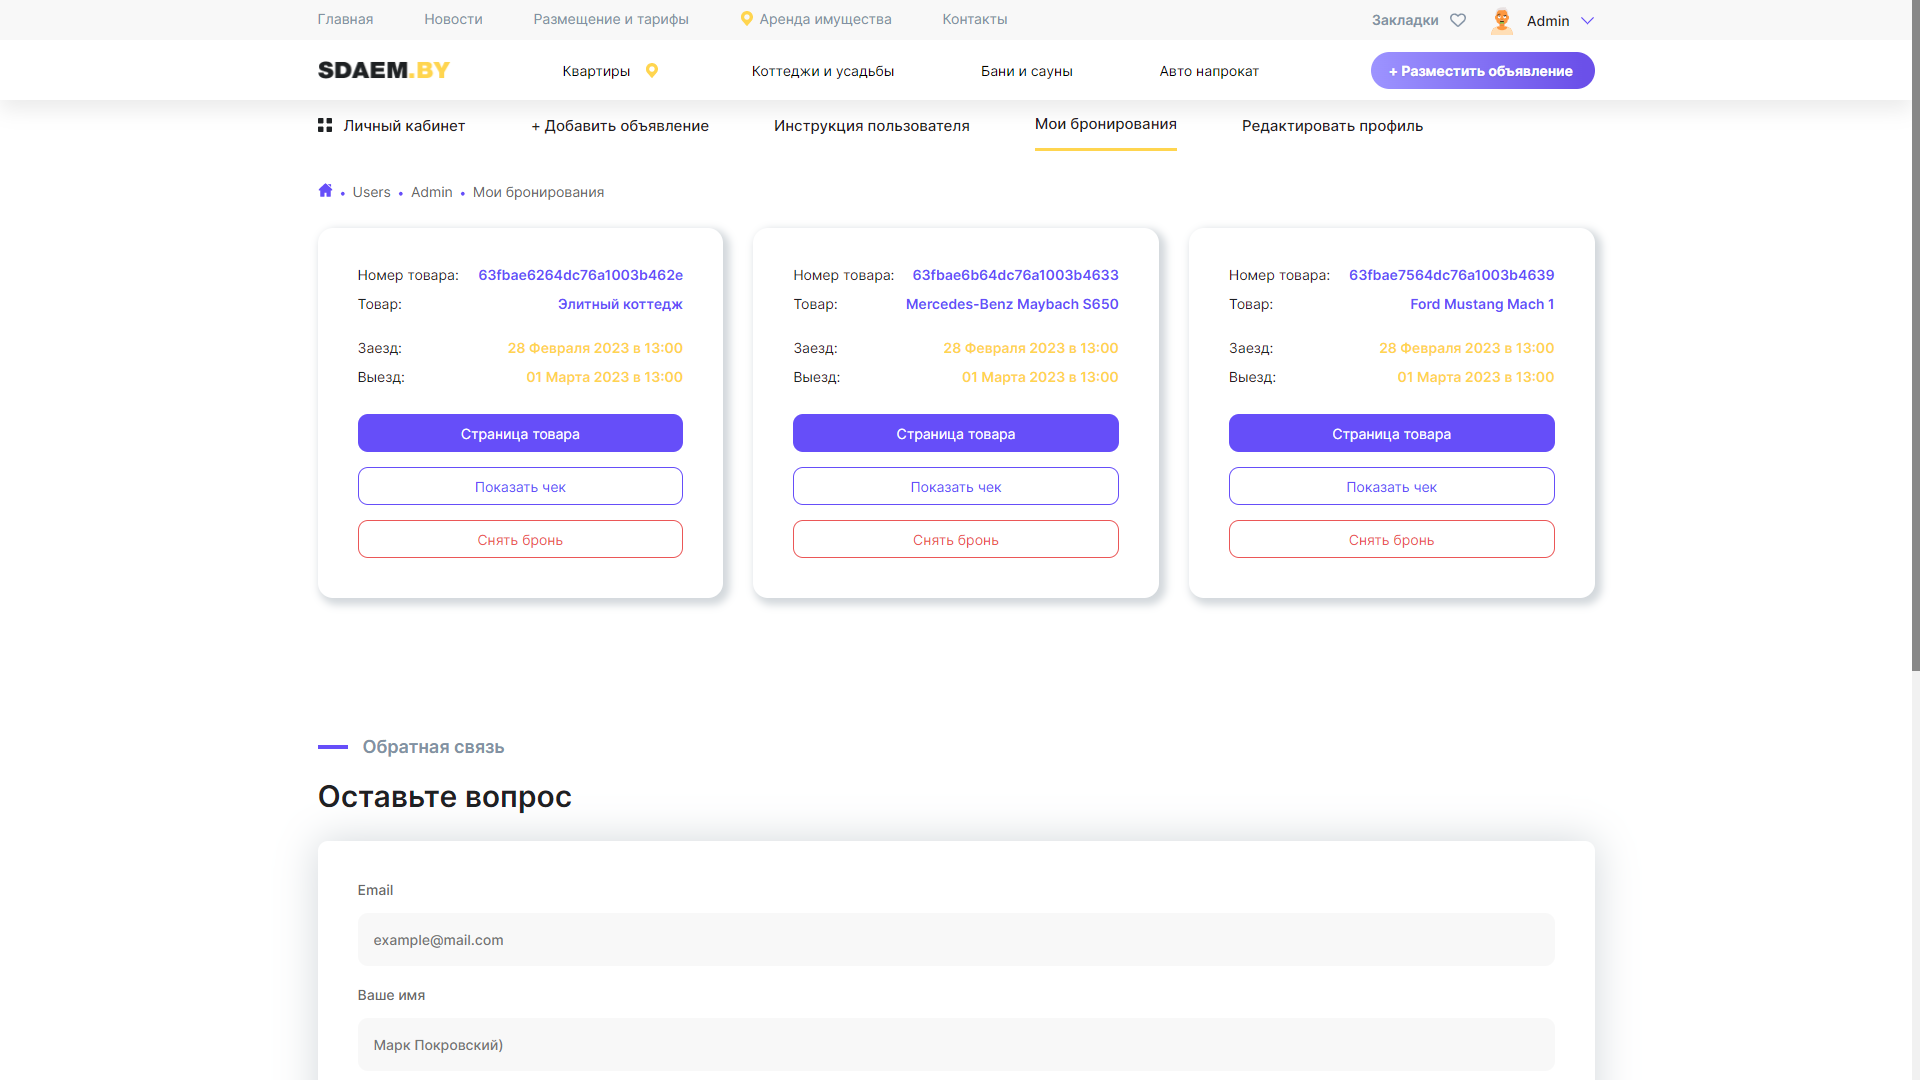 Главная Новости Размещение и тарифы Аренда имущества Контакты Закладки Admin
SDAEM.BY Квартиры Коттеджи и усадьбы Бани и сауны Авто напрокат + Разместить объявление
Личный кабинет + Добавить объявление Инструкция пользователя Мои бронирования Редактировать профиль
Users • Admin • Мои бронирования
Номер товара: 63fbae6264dc76a1003b462e
Товар: Элитный коттедж
Заезд: 28 Февраля 2023 в 13:00
Выезд: 01 Марта 2023 в 13:00
Страница товара
Показать чек
Снять бронь
Номер товара: 63fbae6b64dc76a1003b4633
Товар: Mercedes-Benz Maybach S650
Заезд: 28 Февраля 2023 в 13:00
Выезд: 01 Марта 2023 в 13:00
Страница товара
Показать чек
Снять бронь
Номер товара: 63fbae7564dc76a1003b4639
Товар: Ford Mustang Mach 1
Заезд: 28 Февраля 2023 в 13:00
Выезд: 01 Марта 2023 в 13:00
Страница товара
Показать чек
Снять бронь
Обратная связь
Оставьте вопрос
Email
example@mail.com
Ваше имя
Марк Покровский)